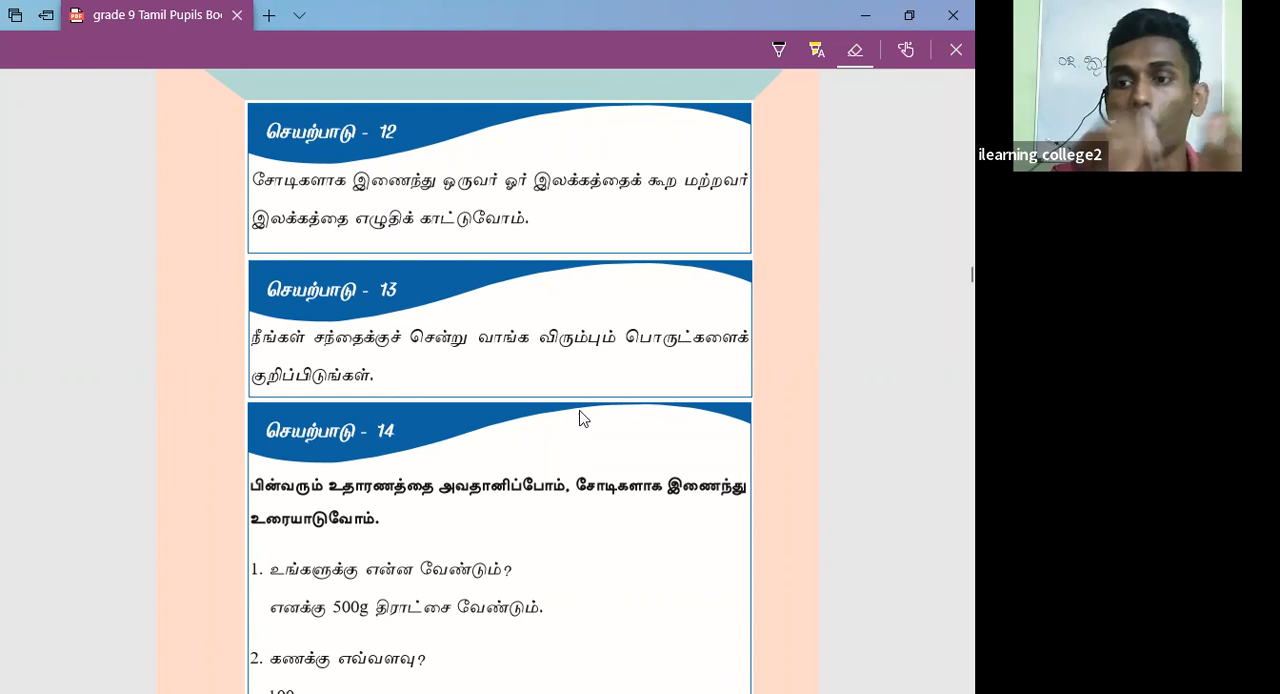 grade 9 Tamil Pupils Boo
செயற்பாடு - 12
சோடிகளாக இணைந்து ஒருவர் ஓர் இலக்கத்தைக் கூற மற்றவர்
இலக்கத்தை எழுதிக் காட்டுவோம்.
செயற்பாடு - 13
நீங்கள் சந்தைக்குச் சென்று வாங்க விரும்பும் பொருட்களைக்
குறிப்பிடுங்கள்.
செயற்பாடு - 14
பின்வரும் உதாரணத்தை அவதானிப்போம், சோடிகளாக இணைந்து
உரையாடுவோம்.
1. உங்களுக்கு என்ன வேண்டும்?
எனக்கு 500g திராட்சை வேண்டும்.
2. கணக்கு எவ்வளவு?
ilearning college2